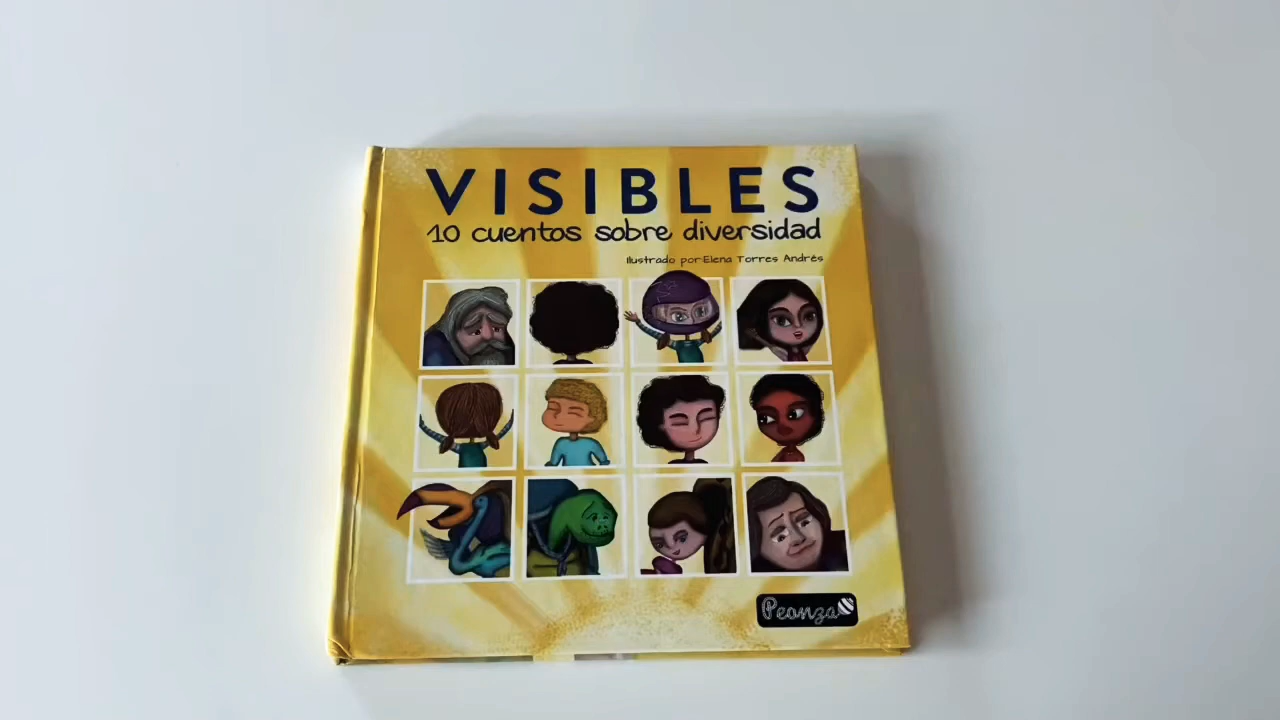 VISIBLES
10 cuentos sobre diversidad
Ilustrado por:Elena Torres Andrés
Peonza